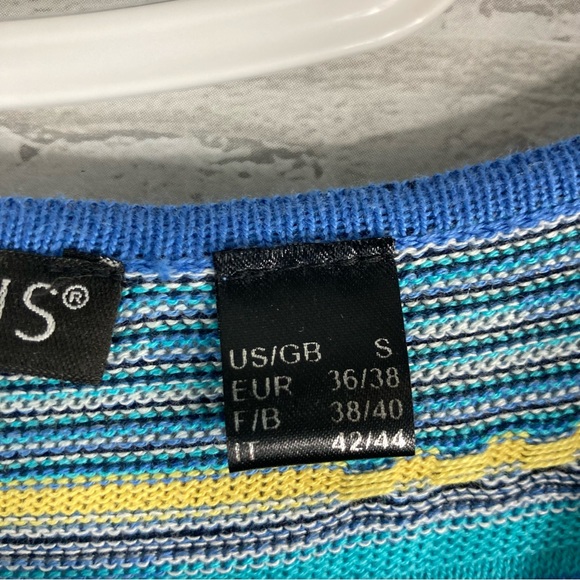 US®
US/GB S
EUR 36/38
F/B 38/40
IT 42/44